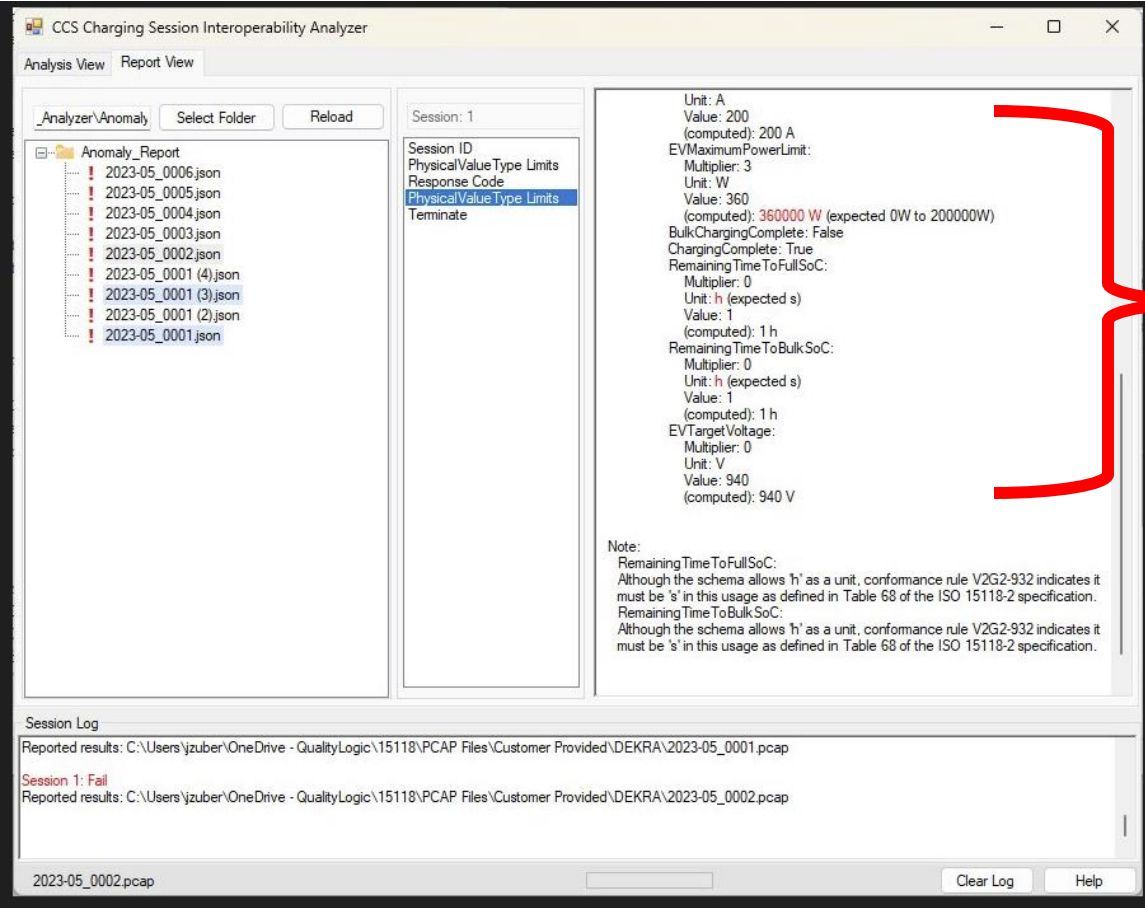 CCS Charging Session Interoperability Analyzer
Analysis View Report View
_Analyzer\Anomaly Select Folder Reload
Anomaly_Report
2023-05_0006.json
2023-05_0005.json
2023-05_0004.json
2023-05_0003.json
2023-05_0002.json
2023-05_0001 (4).json
2023-05_0001 (3).json
2023-05_0001 (2).json
2023-05_0001.json
Session: 1
Session ID
PhysicalValueType Limits
Response Code
PhysicalValueType Limits
Terminate
Unit: A
Value: 200
(computed): 200 A
EVMaximumPowerLimit:
Multiplier: 3
Unit: W
Value: 360
(computed): 360000 W (expected 0W to 200000W)
BulkChargingComplete: False
ChargingComplete: True
RemainingTimeToFullSoC:
Multiplier: 0
Unit: h (expected s)
Value: 1
(computed): 1 h
RemainingTimeToBulkSoC:
Multiplier: 0
Unit: h (expected s)
Value: 1
(computed): 1 h
EVTargetVoltage:
Multiplier: 0
Unit: V
Value: 940
(computed): 940 V
Note:
RemainingTimeToFullSoC:
Although the schema allows 'h' as a unit, conformance rule V2G2-932 indicates it
must be 's' in this usage as defined in Table 68 of the ISO 15118-2 specification.
RemainingTimeToBulkSoC:
Although the schema allows 'h' as a unit, conformance rule V2G2-932 indicates it
must be 's' in this usage as defined in Table 68 of the ISO 15118-2 specification.
Session Log
Reported results: C:\Users\jzuber\OneDrive - QualityLogic\15118\PCAP Files\Customer Provided\DEKRA\2023-05_0001.pcap
Session 1: Fail
Reported results: C:\Users\jzuber\OneDrive - QualityLogic\15118\PCAP Files\Customer Provided\DEKRA\2023-05_0002.pcap
2023-05_0002.pcap Clear Log Help